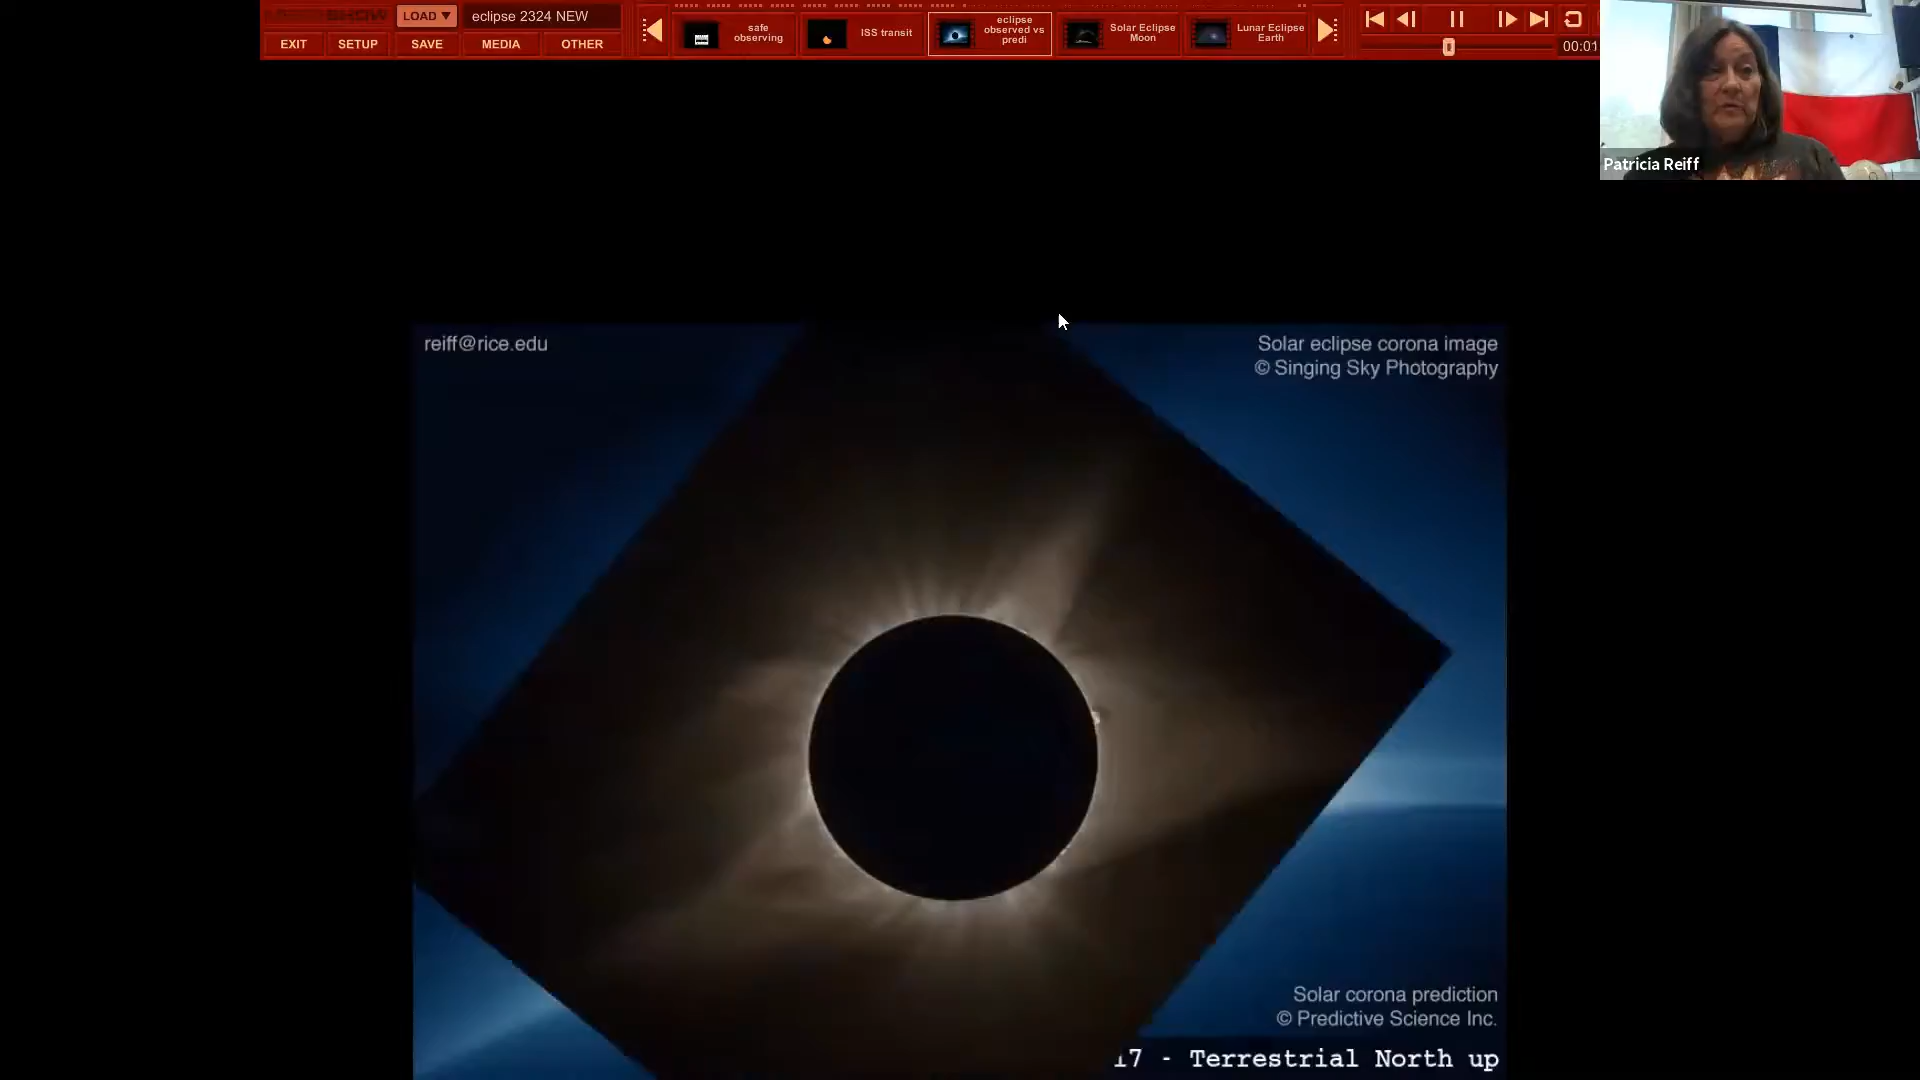 LOAD ▼
eclipse 2324 NEW
EXIT
SETUP
SAVE
MEDIA
OTHER
safe
observing
ISS transit
eclipse
observed vs
predi
Solar Eclipse
Moon
Lunar Eclipse
Earth
00:01
Patricia Reiff
reiff@rice.edu
Solar eclipse corona image
© Singing Sky Photography
Solar corona prediction
© Predictive Science Inc.
17 - Terrestrial North up